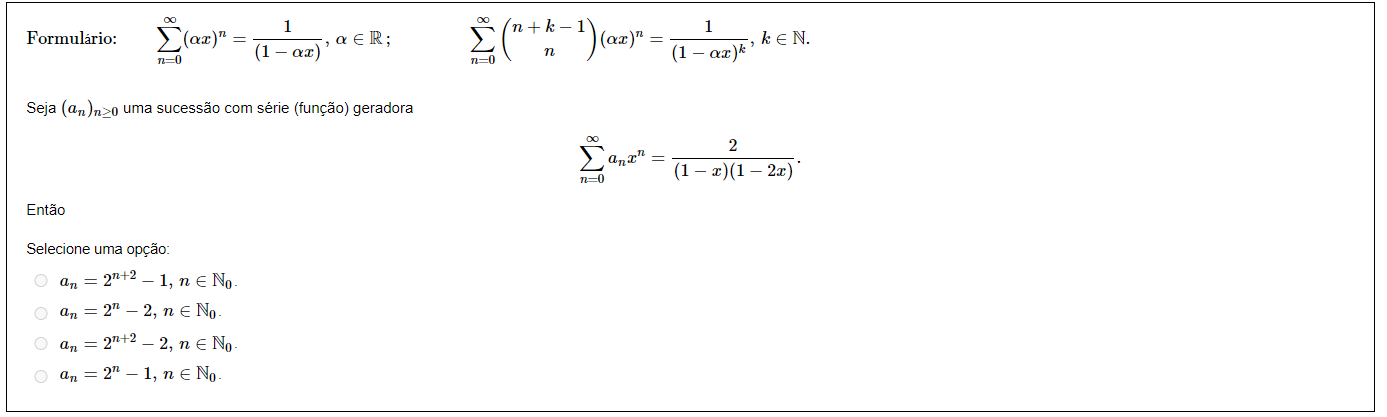 Formulário: $\sum_{n=0}^{\infty} (\alpha x)^n = \frac{1}{(1 - \alpha x)}, \alpha \in \mathbb{R}$ ; $\sum_{n=0}^{\infty} \binom{n+k-1}{n} (\alpha x)^n = \frac{1}{(1 - \alpha x)^k}, k \in \mathbb{N}.$
Seja $(a_n)_{n \geq 0}$ uma sucessão com série (função) geradora
$\sum_{n=0}^{\infty} a_n x^n = \frac{2}{(1 - x)(1 - 2x)}.$
Então
Selecione uma opção:
$a_n = 2^{n+2} - 1, n \in \mathbb{N}_0.$
$a_n = 2^n - 2, n \in \mathbb{N}_0.$
$a_n = 2^{n+2} - 2, n \in \mathbb{N}_0.$
$a_n = 2^n - 1, n \in \mathbb{N}_0.$